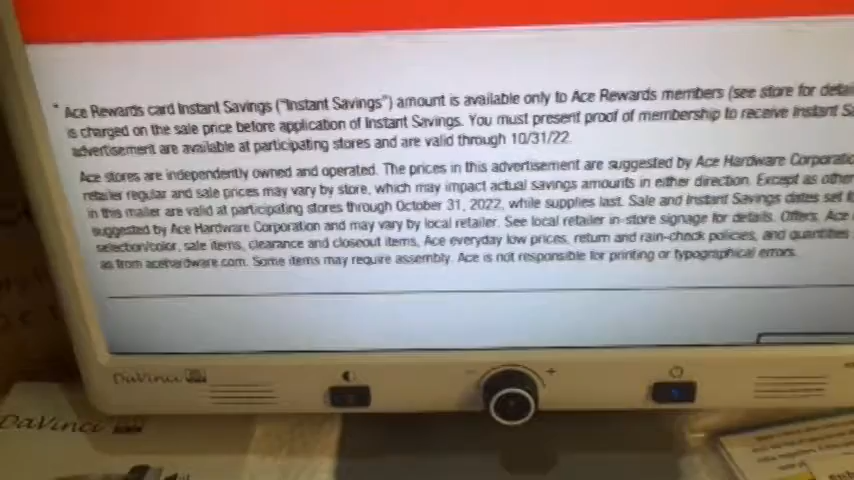 * Ace Rewards card Instant Savings ("Instant Savings") amount is available only to Ace Rewards members (see store for detai
is charged on the sale price before application of Instant Savings. You must present proof of membership to receive Instant Sa
advertisement are available at participating stores and are valid through 10/31/22.
Ace stores are independently owned and operated. The prices in this advertisement are suggested by Ace Hardware Corporatio
retailer regular and sale prices may vary by store, which may impact actual savings amounts in either direction. Except as other
in this mailer are valid at participating stores through October 31, 2022, while supplies last. Sale and Instant Savings dates set f
suggested by Ace Hardware Corporation and may vary by local retailer. See local retailer in-store signage for details. Offers, Ace
selection/color, sale items, clearance and closeout items, Ace everyday low prices, return and rain-check policies, and quantities
as from acehardware.com. Some items may require assembly. Ace is not responsible for printing or typographical errors.
DaVinci
- +
DaVinci